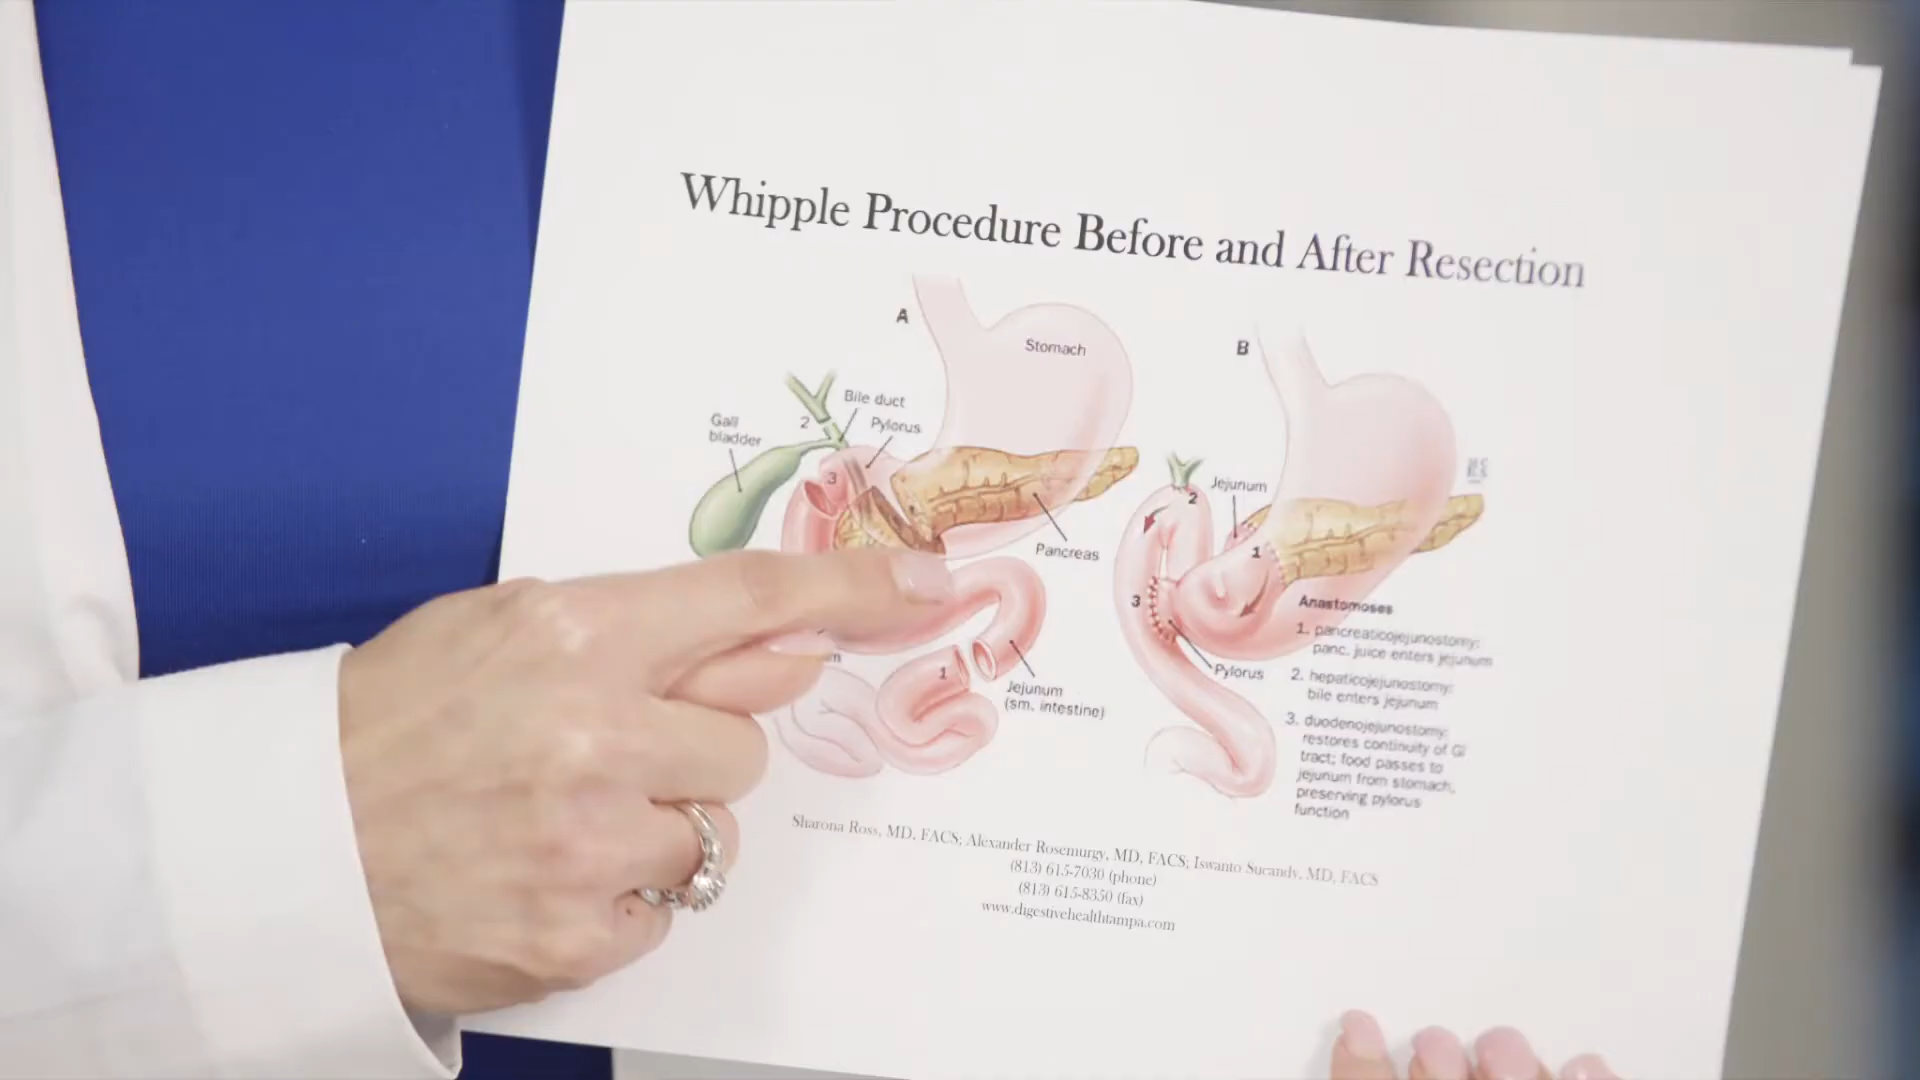 Whipple Procedure Before and After Resection
A
Stomach
B
Bile duct
Gall
bladder
2
Pylorus
3
Pancreas
1
Jejunum
(sm. intestine)
2
Jejunum
1
3
Pylorus
Anastomoses
1. pancreaticojejunostomy:
panc. juice enters jejunum
2. hepaticojejunostomy:
bile enters jejunum
3. duodenojejunostomy:
restores continuity of GI
tract; food passes to
jejunum from stomach,
preserving pylorus
function
Sharona Ross, MD, FACS; Alexander Rosemurgy, MD, FACS; Iswanto Sucandy, MD, FACS
(813) 615-7030 (phone)
(813) 615-8350 (fax)
www.digestivehealthtampa.com